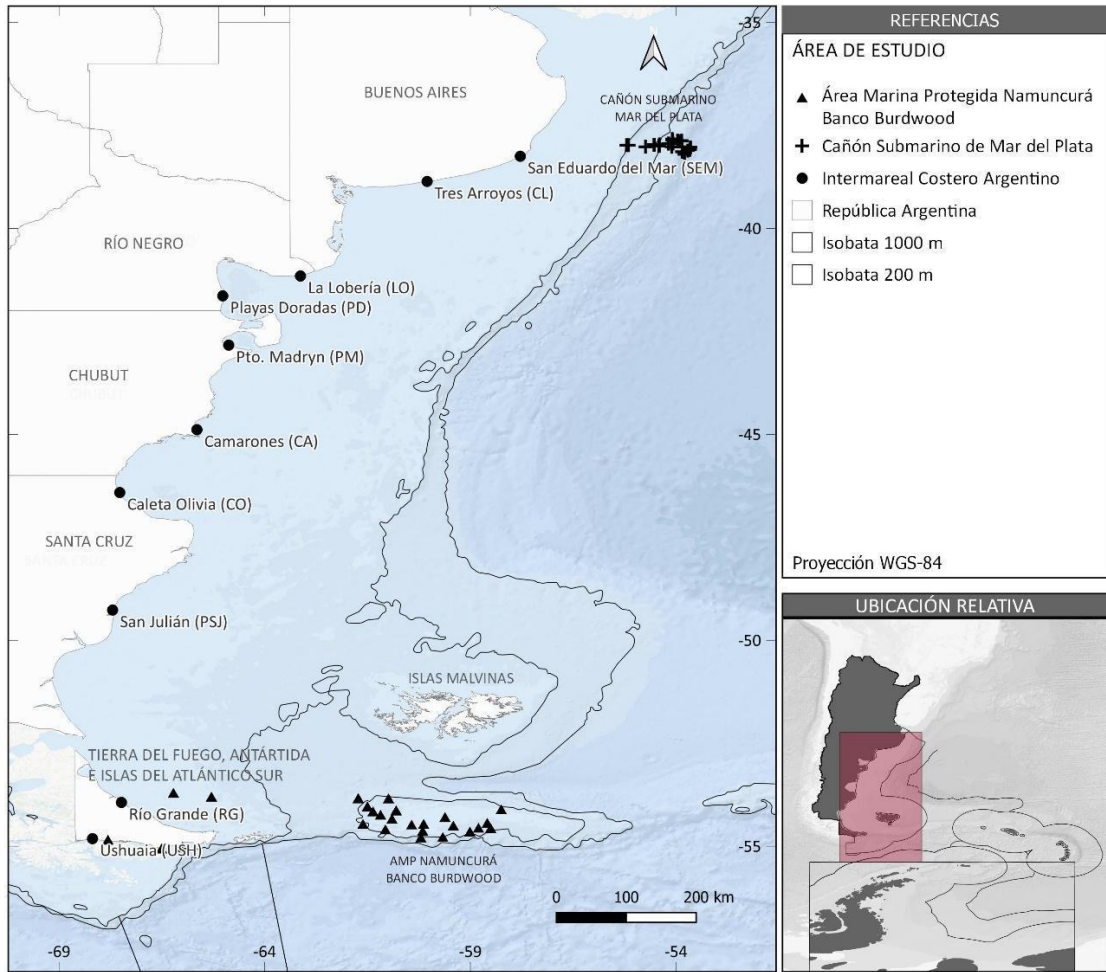 -35
BUENOS AIRES
CAÑÓN SUBMARINO
MAR DEL PLATA
San Eduardo del Mar (SEM)
Tres Arroyos (CL)
-40
RÍO NEGRO
La Lobería (LO)
Playas Doradas (PD)
Pto. Madryn (PM)
CHUBUT
Camarones (CA)
-45
Caleta Olivia (CO)
SANTA CRUZ
San Julián (PSJ)
-50
ISLAS MALVINAS
TIERRA DEL FUEGO, ANTÁRTIDA
E ISLAS DEL ATLÁNTICO SUR
Río Grande (RG)
Ushuaia (USH)
-55
AMP NAMUNCURÁ
BANCO BURDWOOD
0 100 200 km
-69 -64 -59 -54
REFERENCIAS
ÁREA DE ESTUDIO
Área Marina Protegida Namuncurá
Banco Burdwood
Cañón Submarino de Mar del Plata
Intermareal Costero Argentino
República Argentina
Isobata 1000 m
Isobata 200 m
Proyección WGS-84
UBICACIÓN RELATIVA